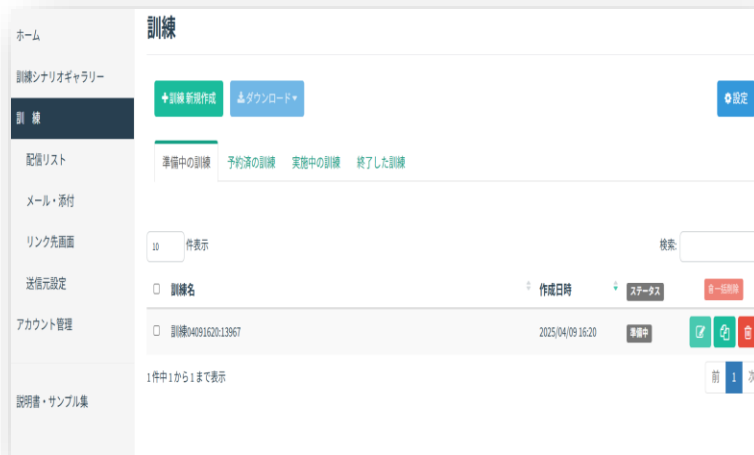 ホーム
訓練シナリオギャラリー
訓 練
配信リスト
メール・添付
リンク先画面
送信元設定
アカウント管理
説明書・サンプル集
訓練
+訓練 新規作成 ダウンロード
設定
準備中の訓練 予約済の訓練 実施中の訓練 終了した訓練
10 件表示
検索:
訓練名 作成日時 ステータス 一括削除
訓練04091620:13967 2025/04/09 16:20 準備中
1件中1から1まで表示
前 1 次